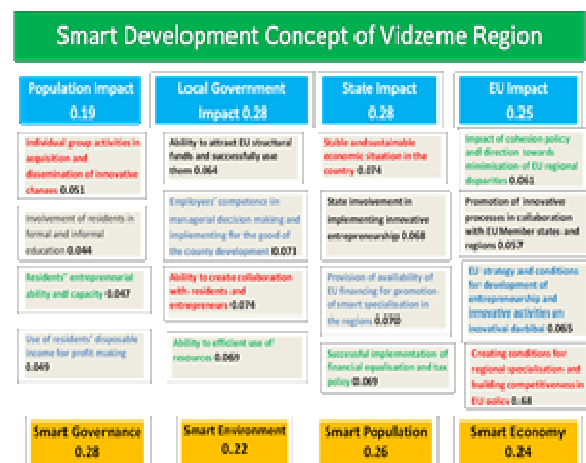 Smart Development Concept of Vidzeme Region
Population Impact
0.19
Local Government
Impact 0.28
State Impact
0.28
EU Impact
0.25
Individual group activities in
acquisition and
dissemination of innovative
changes 0.051
Involvement of residents in
formal and informal
education 0.044
Residents' entrepreneurial
ability and capacity -0.047
Use of residents' disposable
income for profit making
0.049
Ability to attract EU structural
funds and successfully use
them 0.064
Employees' competence in
managerial decision making and
implementing for the good of
the county development 0.073
Ability to create collaboration
with residents and
entrepreneurs -0.074
Ability to efficient use of
resources 0.069
Stable and sustainable
economic situation in the
country 0.074
State involvement in
implementing innovative
entrepreneurship 0.068
Provision of availability of
EU financing for promotion
of smart specialisation in
the regions 0.070
Successful implementation of
financial equalisation and tax
policy 0.069
Impact of cohesion policy
and direction towards
minimisation of EU regional
disparities 0.061
Promotion of innovative
processes in collaboration
with EU Member states and
regions 0.057
EU strategy and conditions
for development of
entrepreneurship and
innovative activities un
inovatīvai darbībai 0.065
Creating conditions for
regional specialisation and
building competitiveness in
EU policy 0.68
Smart Governance
0.28
Smart Environment
0.22
Smart Population
0.26
Smart Economy
0.24